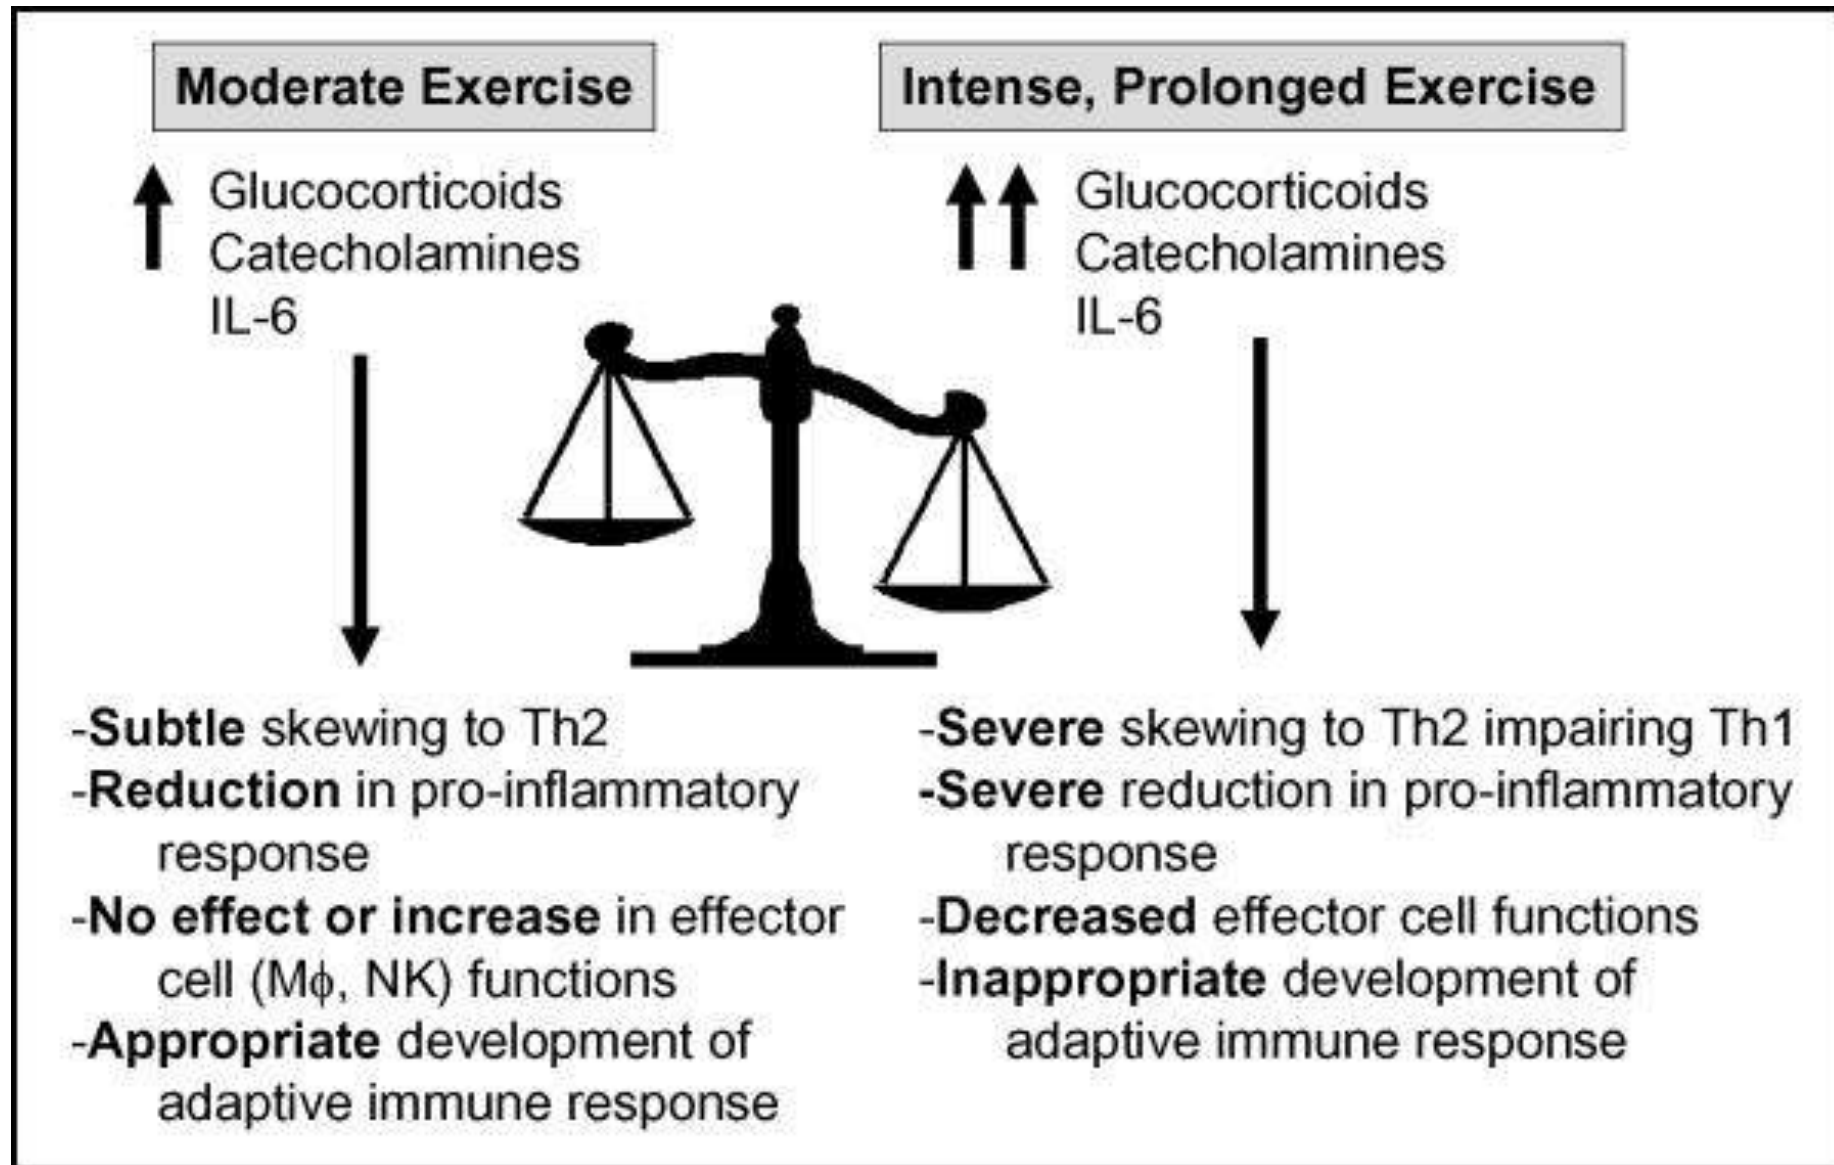 Moderate Exercise
Glucocorticoids
Catecholamines
IL-6
-Subtle skewing to Th2
-Reduction in pro-inflammatory
response
-No effect or increase in effector
cell (Mϕ, NK) functions
-Appropriate development of
adaptive immune response
Intense, Prolonged Exercise
Glucocorticoids
Catecholamines
IL-6
-Severe skewing to Th2 impairing Th1
-Severe reduction in pro-inflammatory
response
-Decreased effector cell functions
-Inappropriate development of
adaptive immune response